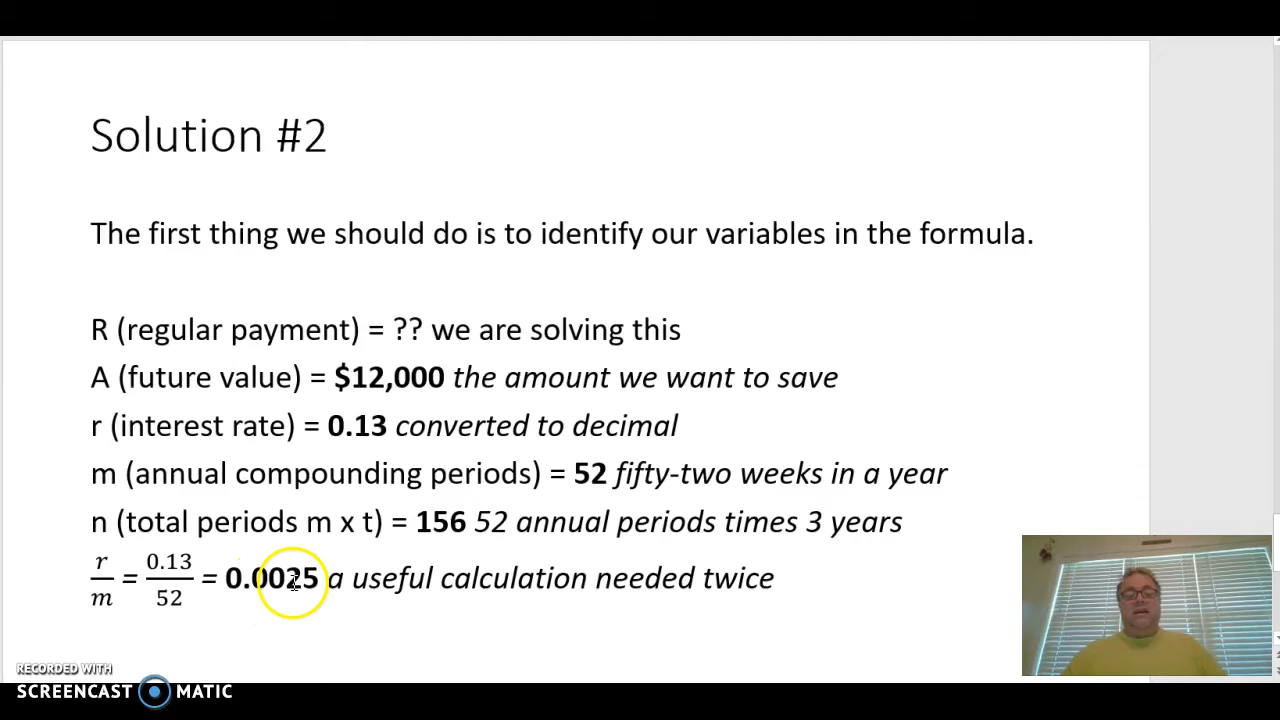 Solution #2
The first thing we should do is to identify our variables in the formula.
R (regular payment) = ?? we are solving this
A (future value) = $12,000 the amount we want to save
r (interest rate) = 0.13 converted to decimal
m (annual compounding periods) = 52 fifty-two weeks in a year
n (total periods m x t) = 156 52 annual periods times 3 years
r/m = 0.13/52 = 0.0025 a useful calculation needed twice
RECORDED WITH
SCREENCAST MATIC